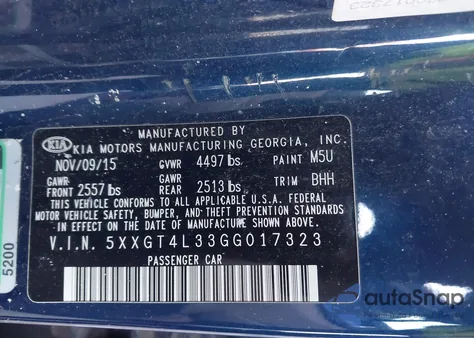 MANUFACTURED BY
KIA KIA MOTORS MANUFACTURING GEORGIA, INC.
NOV/09/15 GVWR 4497 lbs PAINT M5U
GAWR FRONT 2557 lbs GAWR REAR 2513 lbs TRIM BHH
THIS VEHICLE CONFORMS TO ALL APPLICABLE U.S.A. FEDERAL
MOTOR VEHICLE SAFETY, BUMPER, AND THEFT PREVENTION STANDARDS
IN EFFECT ON THE DATE OF MANUFACTURE SHOWN ABOVE.
V.I.N. 5XXGT4L33GG017323
PASSENGER CAR
5200
autoSnap